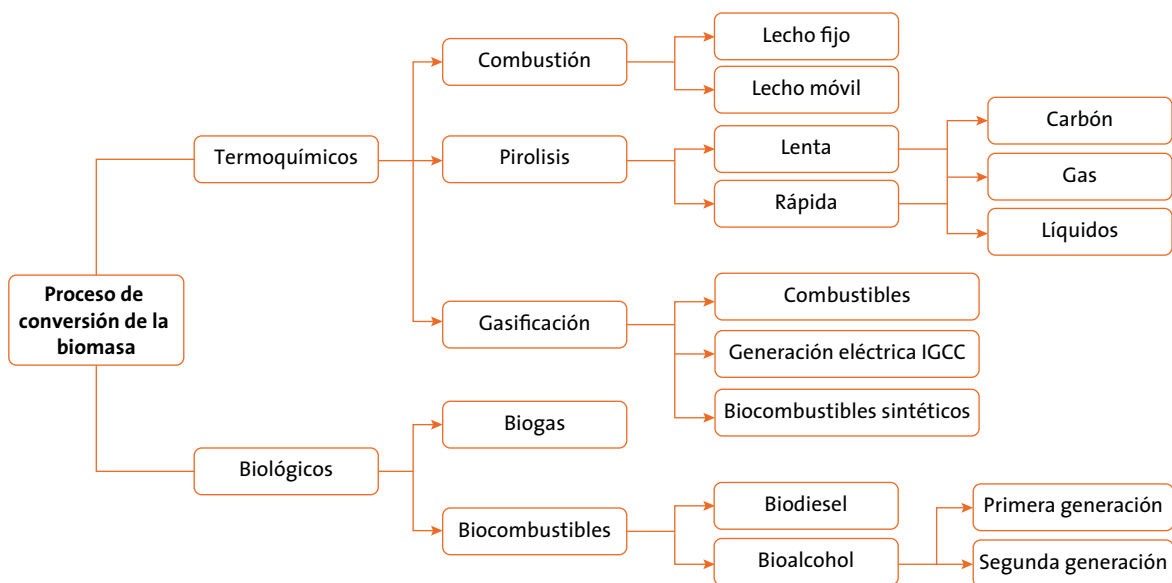 Proceso de
conversión de la
biomasa
Termoquímicos
Combustión
Lecho fijo
Lecho móvil
Pirolisis
Lenta
Rápida
Carbón
Gas
Líquidos
Gasificación
Combustibles
Generación eléctrica IGCC
Biocombustibles sintéticos
Biológicos
Biogas
Biocombustibles
Biodiesel
Bioalcohol
Primera generación
Segunda generación